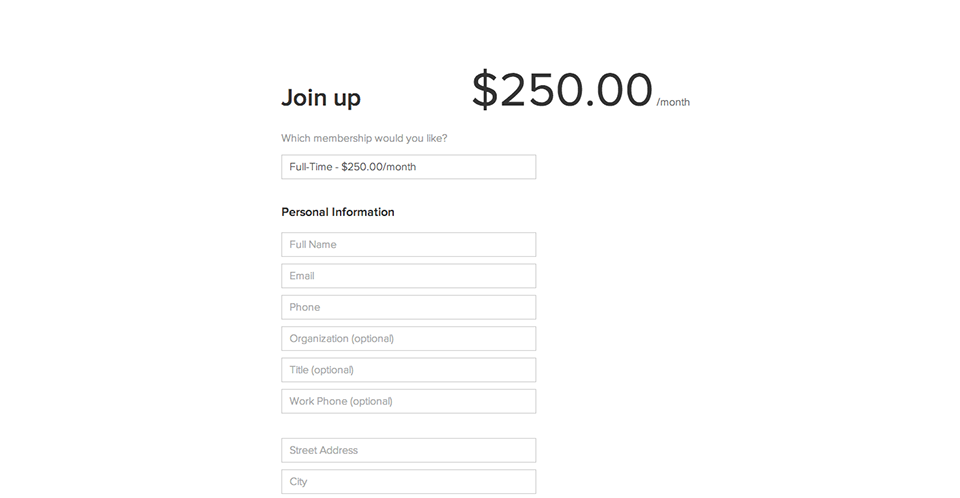 Join up
$250.00 /month
Which membership would you like?
Full-Time - $250.00/month
Personal Information
Full Name
Email
Phone
Organization (optional)
Title (optional)
Work Phone (optional)
Street Address
City